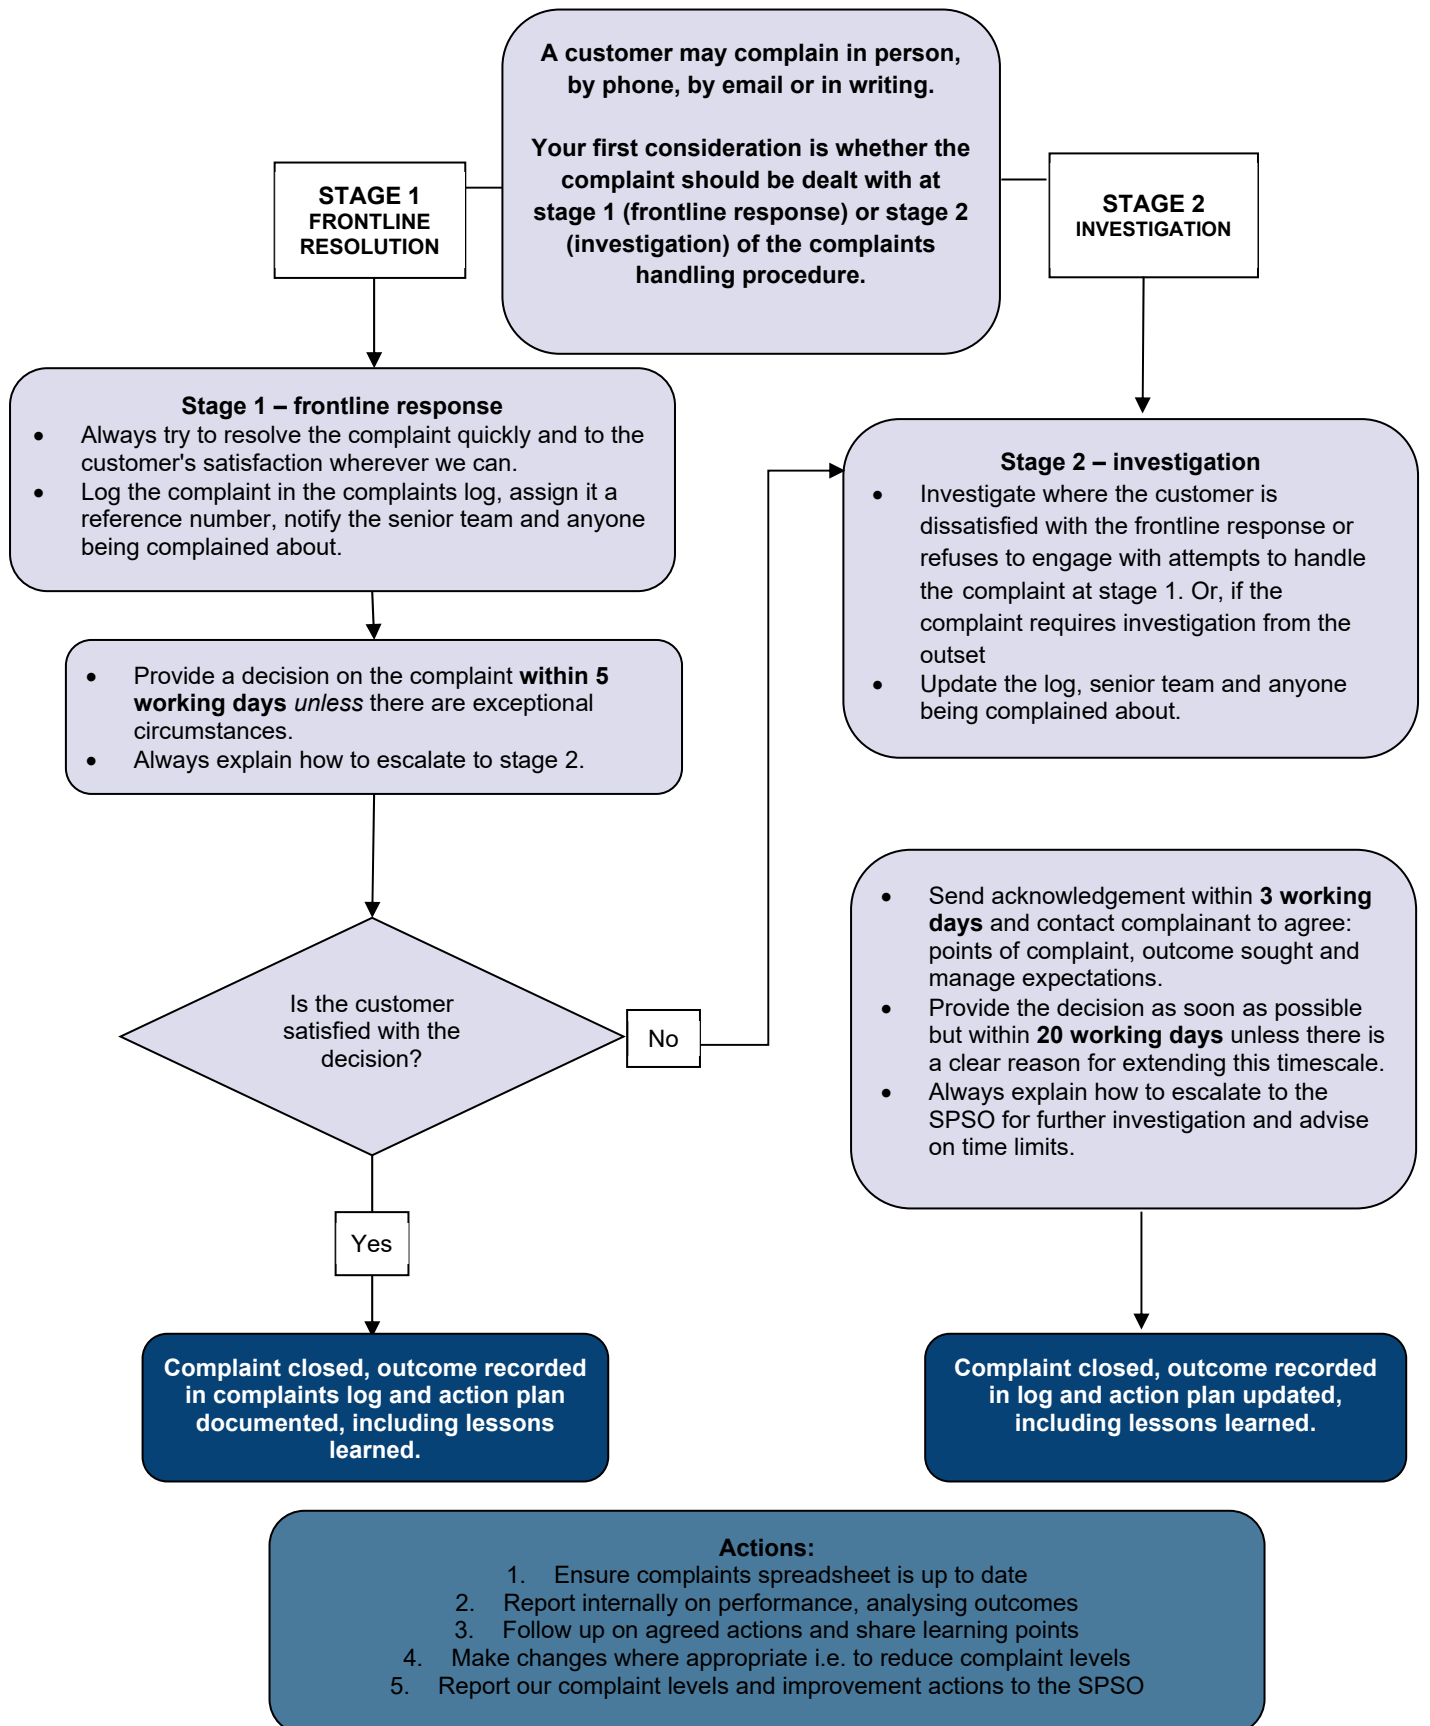 A customer may complain in person,
by phone, by email or in writing.
Your first consideration is whether the
complaint should be dealt with at
stage 1 (frontline response) or stage 2
(investigation) of the complaints
handling procedure.
STAGE 1
FRONTLINE
RESOLUTION
STAGE 2
INVESTIGATION
Stage 1 – frontline response
• Always try to resolve the complaint quickly and to the
customer's satisfaction wherever we can.
• Log the complaint in the complaints log, assign it a
reference number, notify the senior team and anyone
being complained about.
• Provide a decision on the complaint within 5
working days unless there are exceptional
circumstances.
• Always explain how to escalate to stage 2.
Is the customer
satisfied with the
decision?
No
Yes
Complaint closed, outcome recorded
in complaints log and action plan
documented, including lessons
learned.
Stage 2 – investigation
• Investigate where the customer is
dissatisfied with the frontline response or
refuses to engage with attempts to handle
the complaint at stage 1. Or, if the
complaint requires investigation from the
outset
• Update the log, senior team and anyone
being complained about.
• Send acknowledgement within 3 working
days and contact complainant to agree:
points of complaint, outcome sought and
manage expectations.
• Provide the decision as soon as possible
but within 20 working days unless there is
a clear reason for extending this timescale.
• Always explain how to escalate to the
SPSO for further investigation and advise
on time limits.
Complaint closed, outcome recorded
in log and action plan updated,
including lessons learned.
Actions:
1. Ensure complaints spreadsheet is up to date
2. Report internally on performance, analysing outcomes
3. Follow up on agreed actions and share learning points
4. Make changes where appropriate i.e. to reduce complaint levels
5. Report our complaint levels and improvement actions to the SPSO